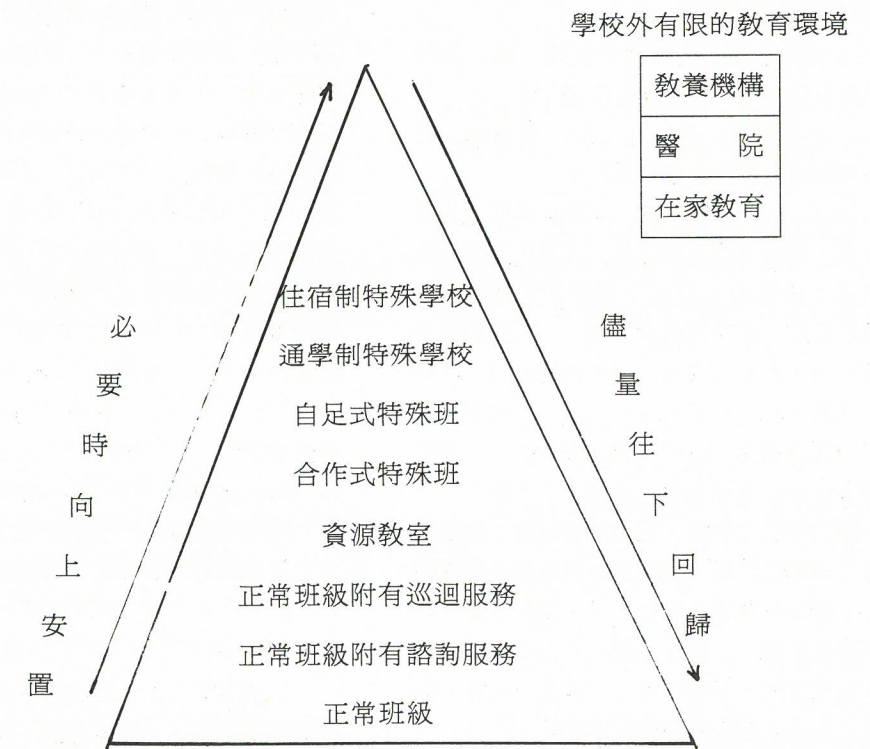 學校外有限的教育環境
教養機構
醫院
在家教育
住宿制特殊學校
通學制特殊學校
自足式特殊班
合作式特殊班
資源教室
正常班級附有巡迴服務
正常班級附有諮詢服務
正常班級
必要時向上安置
儘量往下回歸